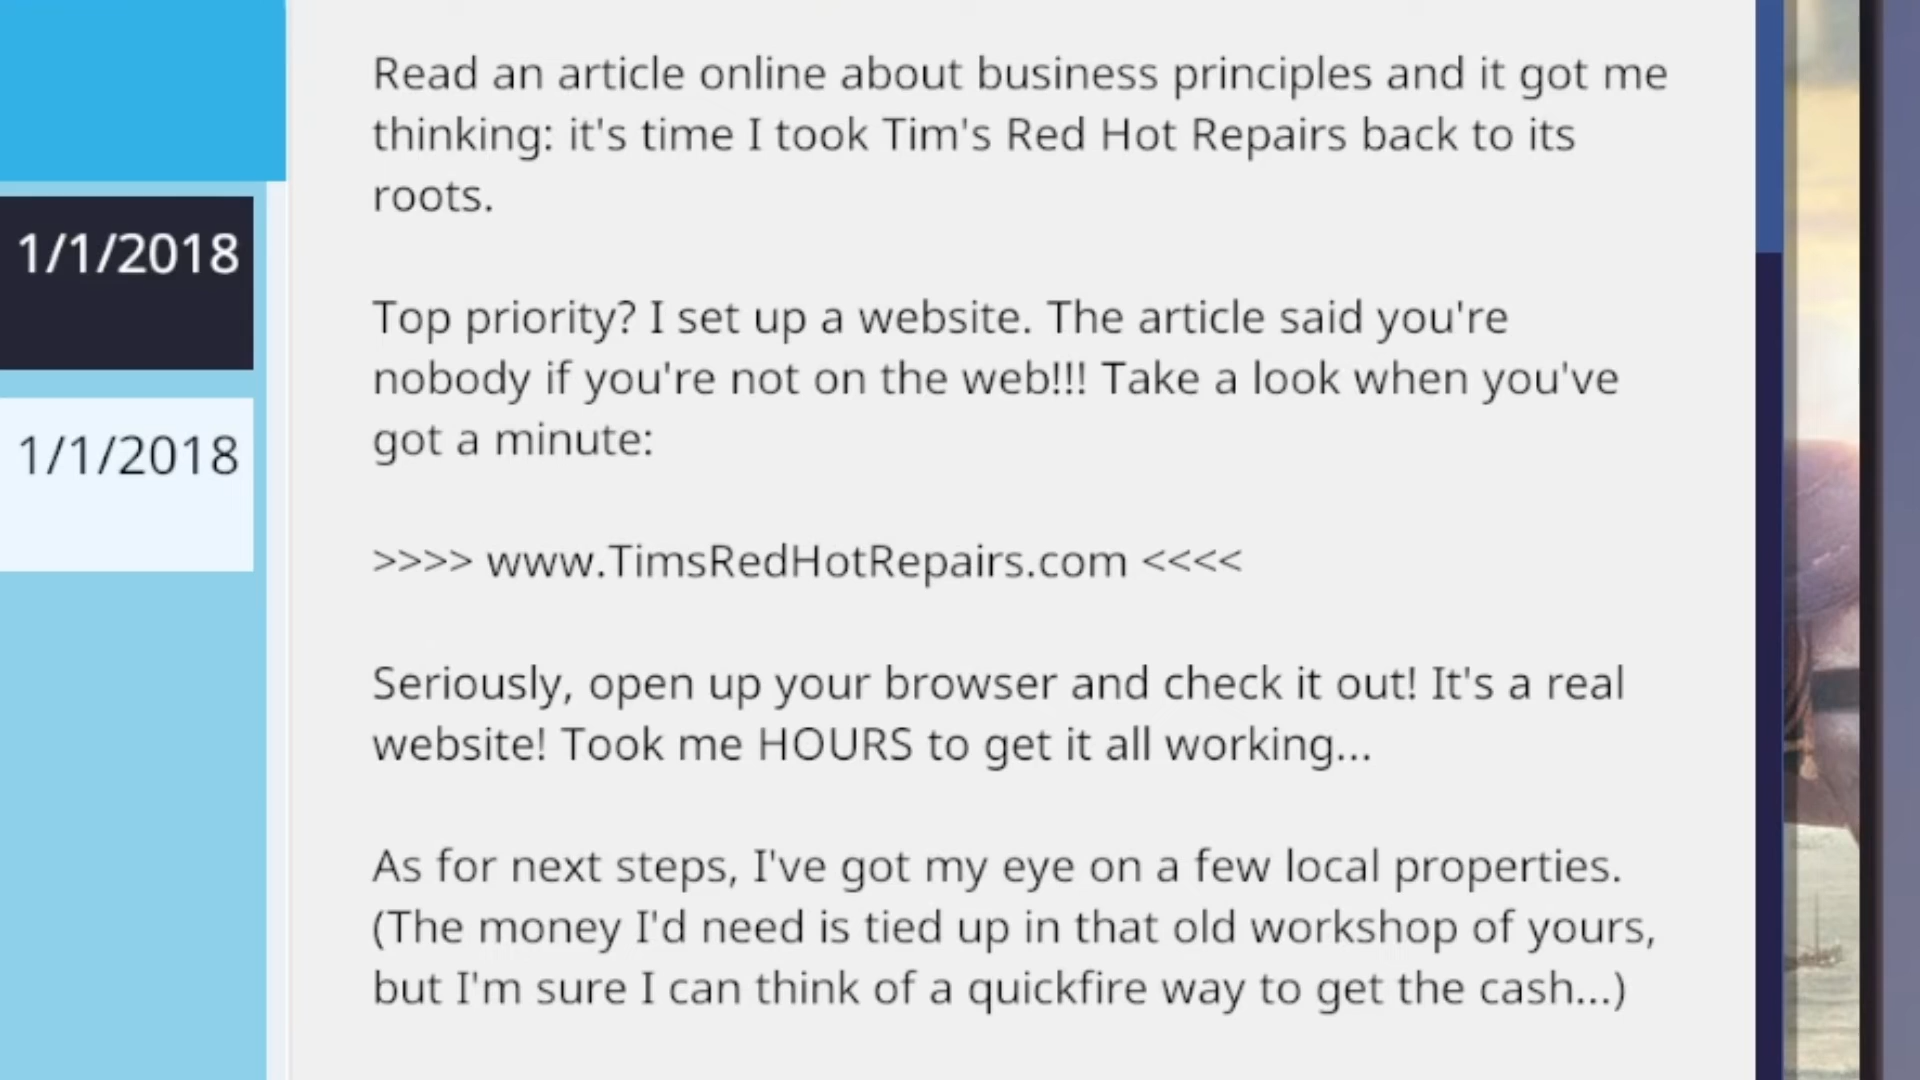 Read an article online about business principles and it got me
thinking: it's time I took Tim's Red Hot Repairs back to its
roots.
1/1/2018
Top priority? I set up a website. The article said you're
nobody if you're not on the web!!! Take a look when you've
got a minute:
1/1/2018
>>>> www.TimsRedHotRepairs.com <<<<
Seriously, open up your browser and check it out! It's a real
website! Took me HOURS to get it all working...
As for next steps, I've got my eye on a few local properties.
(The money I'd need is tied up in that old workshop of yours,
but I'm sure I can think of a quickfire way to get the cash...)